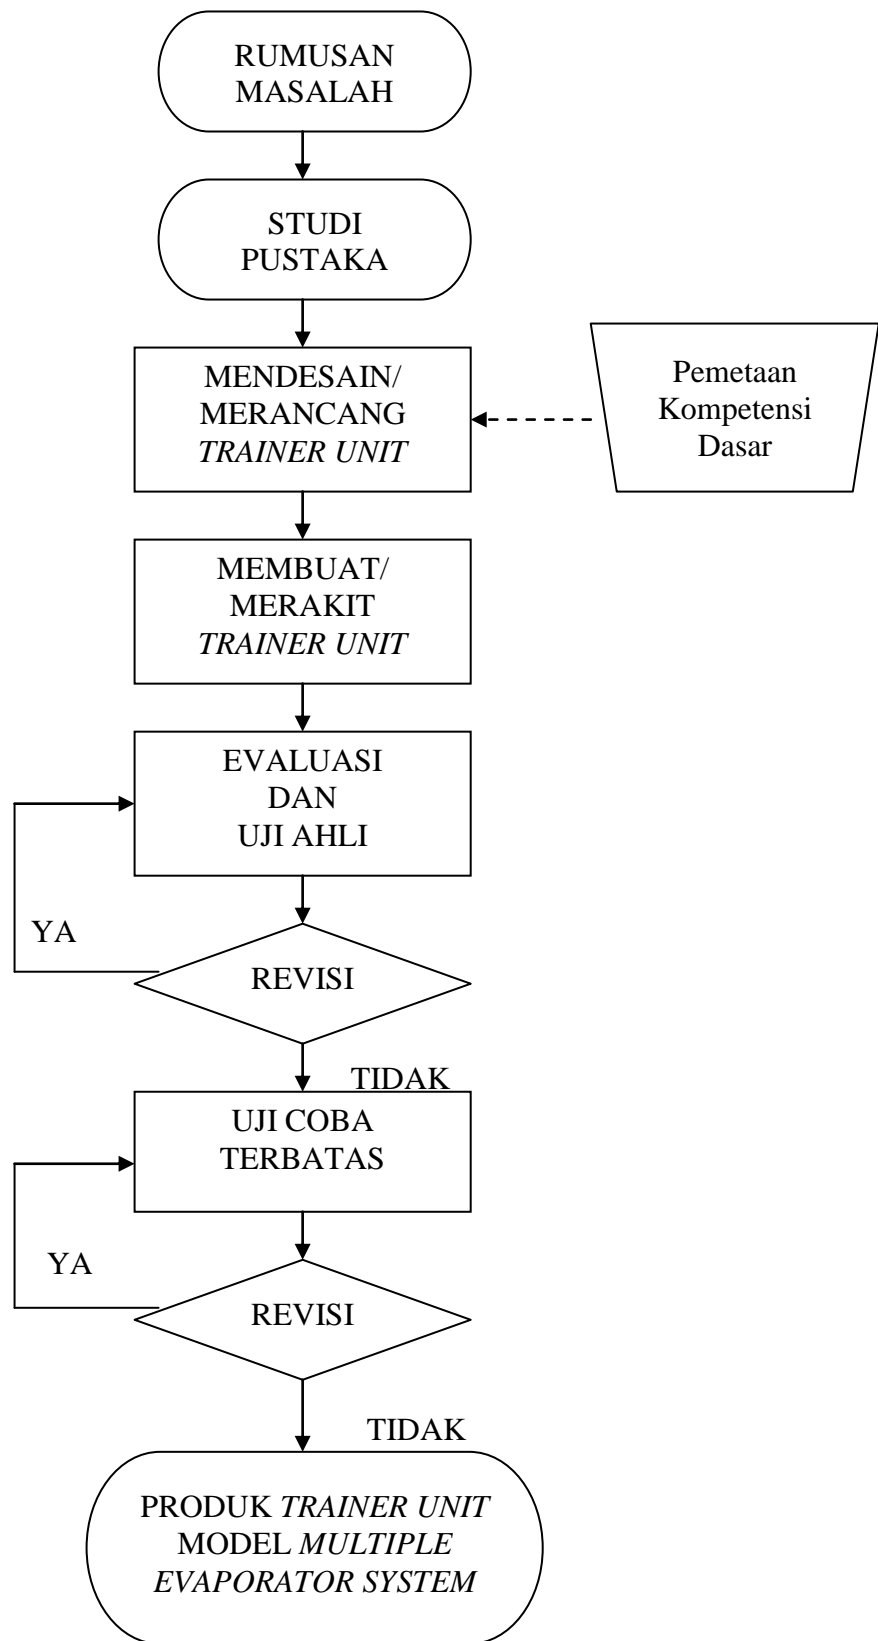 RUMUSAN
MASALAH
STUDI
PUSTAKA
MENDESAIN/
MERANCANG
TRAINER UNIT
Pemetaan
Kompetensi
Dasar
MEMBUAT/
MERAKIT
TRAINER UNIT
EVALUASI
DAN
UJI AHLI
YA
REVISI
TIDAK
UJI COBA
TERBATAS
YA
REVISI
TIDAK
PRODUK TRAINER UNIT
MODEL MULTIPLE
EVAPORATOR SYSTEM